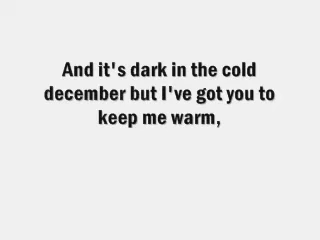 And it's dark in the cold
december but I've got you to
keep me warm,